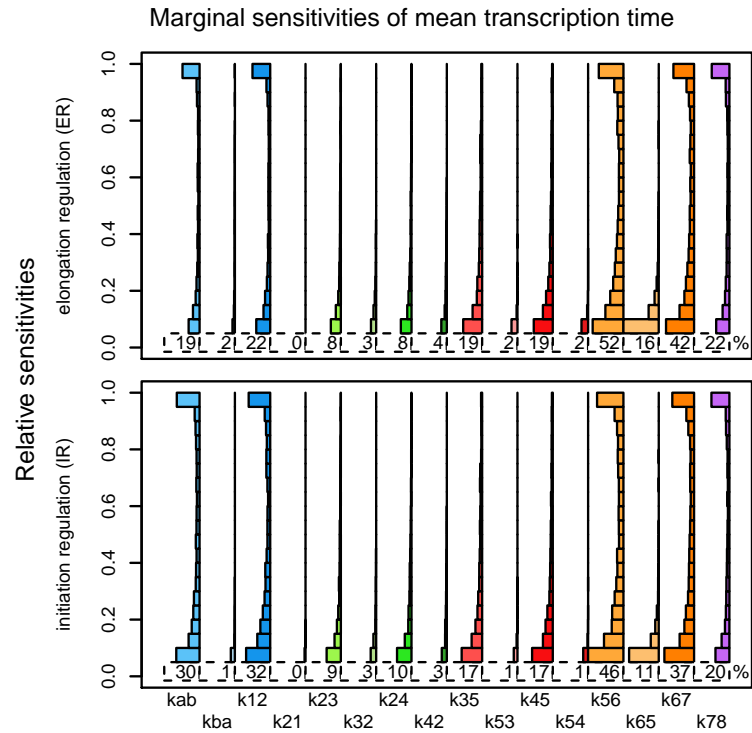 Marginal sensitivities of mean transcription time
Relative sensitivities
elongation regulation (ER)
1.0
0.8
0.6
0.4
0.2
0.0
19 2 22 0 8 3 8 4 19 2 19 2 52 16 42 22 %
initiation regulation (IR)
1.0
0.8
0.6
0.4
0.2
0.0
30 1 32 0 9 3 10 3 17 1 17 1 46 11 37 20 %
kab k12 k23 k24 k35 k45 k56 k67
kba k21 k32 k42 k53 k54 k65 k78